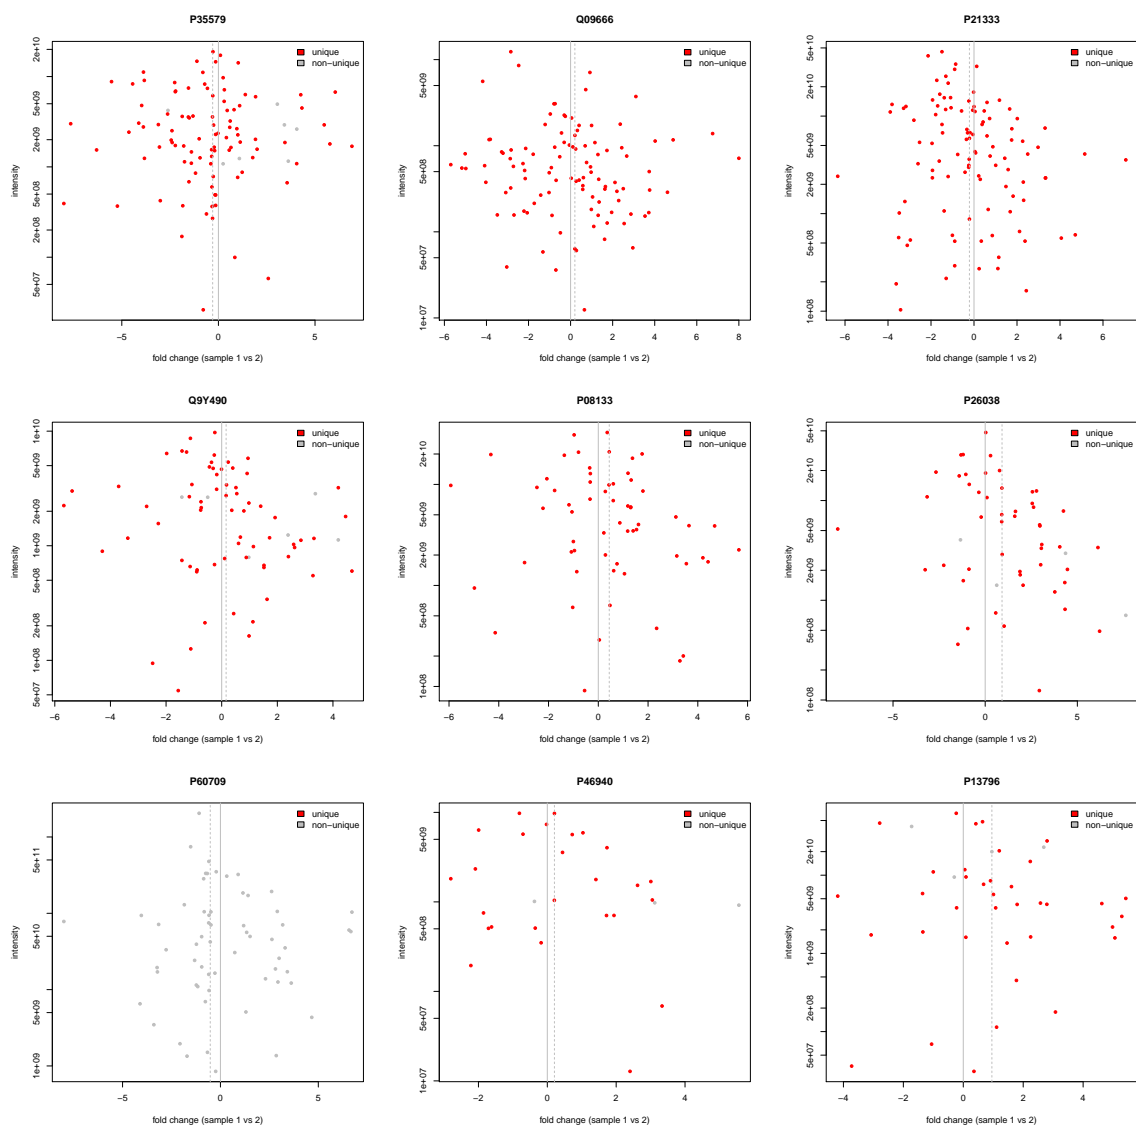 P35579
unique
non−unique
intensity
5e+07
2e+08
5e+08
2e+09
5e+09
2e+10
−5
0
5
fold change (sample 1 vs 2)
Q09666
unique
non−unique
intensity
1e+07
5e+07
5e+08
5e+09
−6
−4
−2
0
2
4
6
8
fold change (sample 1 vs 2)
P21333
unique
non−unique
intensity
1e+08
5e+08
2e+09
5e+09
2e+10
5e+10
−6
−4
−2
0
2
4
6
fold change (sample 1 vs 2)
Q9Y490
unique
non−unique
intensity
5e+07
1e+08
2e+08
5e+08
1e+09
2e+09
5e+09
1e+10
−6
−4
−2
0
2
4
fold change (sample 1 vs 2)
P08133
unique
non−unique
intensity
1e+08
5e+08
2e+09
5e+09
2e+10
−6
−4
−2
0
2
4
6
fold change (sample 1 vs 2)
P26038
unique
non−unique
intensity
1e+08
5e+08
2e+09
5e+09
2e+10
5e+10
−5
0
5
fold change (sample 1 vs 2)
P60709
unique
non−unique
intensity
1e+09
5e+09
5e+10
5e+11
−5
0
5
fold change (sample 1 vs 2)
P46940
unique
non−unique
intensity
1e+07
5e+07
5e+08
5e+09
−2
0
2
4
fold change (sample 1 vs 2)
P13796
unique
non−unique
intensity
5e+07
2e+08
1e+09
5e+09
2e+10
−4
−2
0
2
4
fold change (sample 1 vs 2)